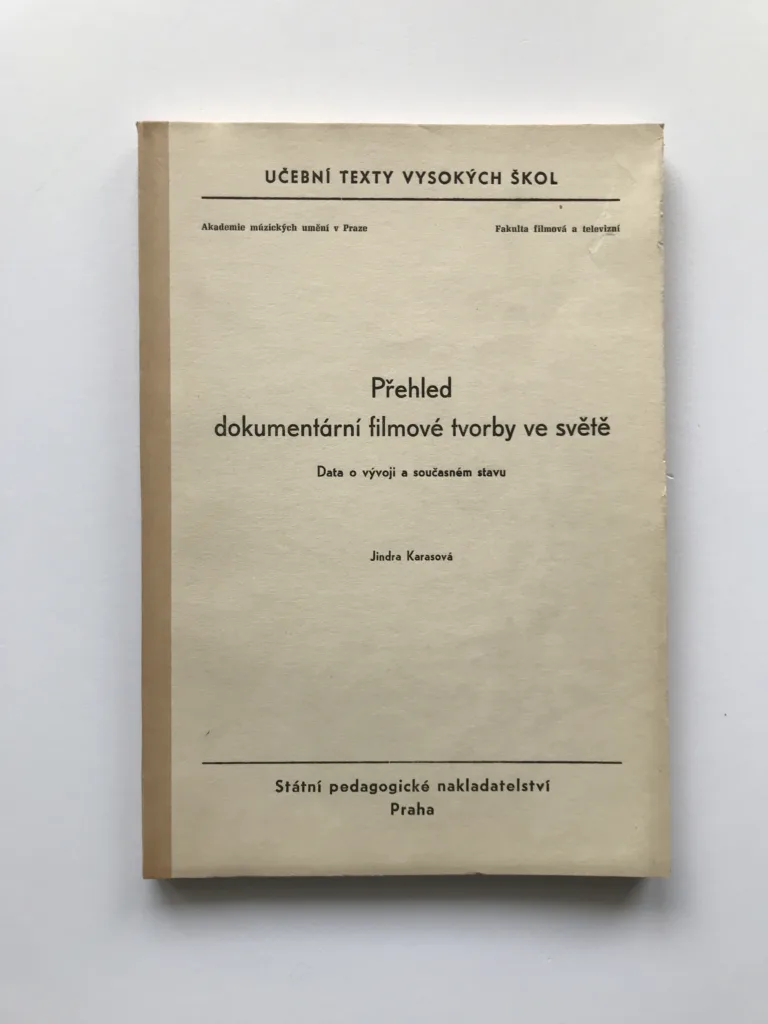 UČEBNÍ TEXTY VYSOKÝCH ŠKOL
Akademie múzických umění v Praze
Fakulta filmová a televizní
Přehled
dokumentární filmové tvorby ve světě
Data o vývoji a současném stavu
Jindra Karasová
Státní pedagogické nakladatelství
Praha